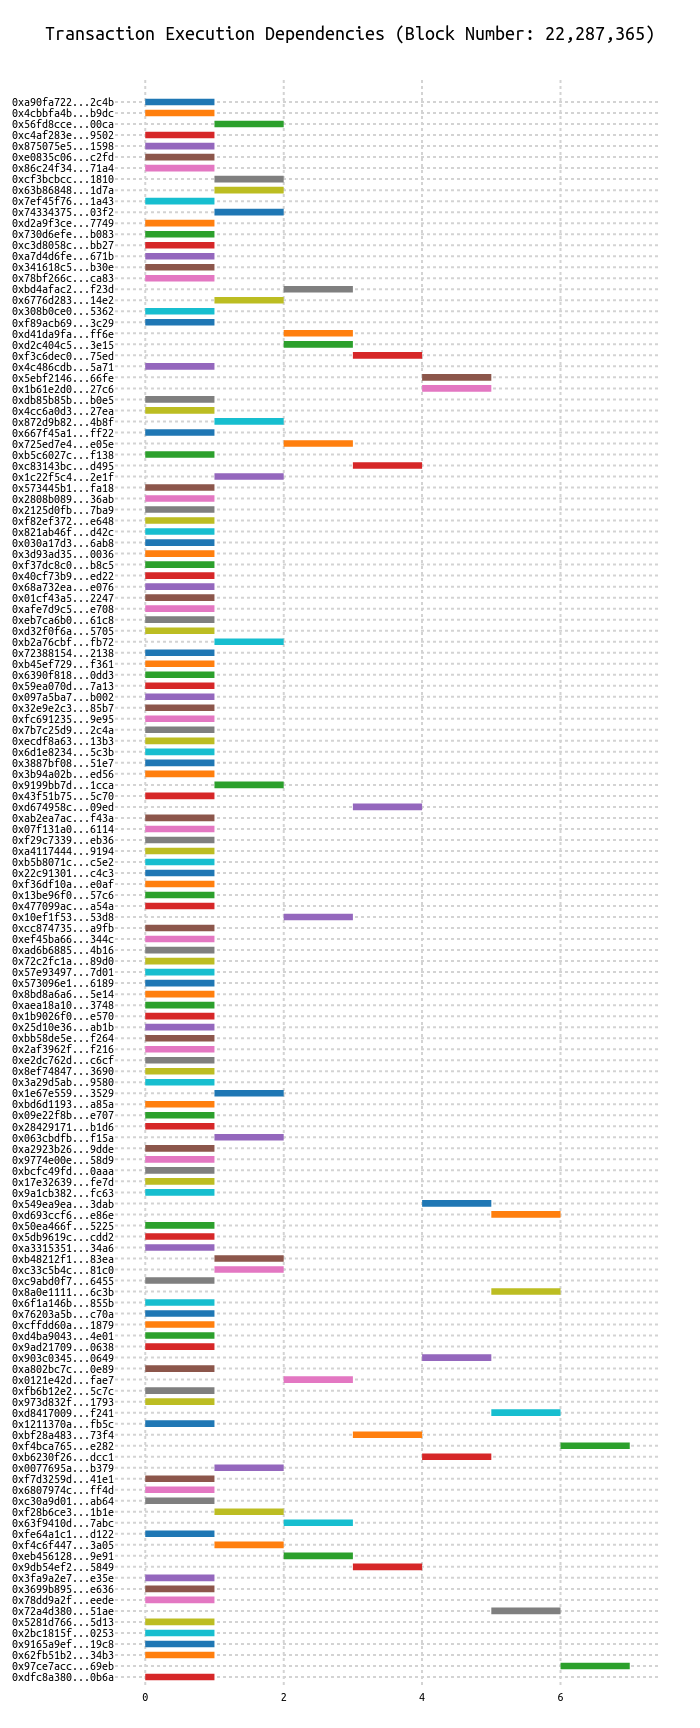 Transaction Execution Dependencies (Block Number: 22,287,365)
0xa90fa722...2c4b
0x4cbbfa4b...b9dc
0x56fd8cce...00ca
0xc4af283e...9502
0x875075e5...1598
0xe0835c06...c2fd
0x86c24f34...71a4
0xcf3bcbcc...1810
0x63b86848...1d7a
0x7ef45f76...1a43
0x74334375...03f2
0xd2a9f3ce...7749
0x730d6efe...b083
0xc3d8058c...bb27
0xa7d4d6fe...671b
0x341618c5...b30e
0x78bf266c...ca83
0xbd4afac2...f23d
0x6776d283...14e2
0x308b0ce0...5362
0xf89acb69...3c29
0xd41da9fa...ff6e
0xd2c404c5...3e15
0xf3c6dec0...75ed
0x4c486cdb...5a71
0x5ebf2146...66fe
0x1b61e2d0...27c6
0xdb85b85b...b0e5
0x4cc6a0d3...27ea
0x872d9b82...4b8f
0x667f45a1...ff22
0x725ed7e4...e05e
0xb5c6027c...f138
0xc83143bc...d495
0x1c22f5c4...2e1f
0x573445b1...fa18
0x2808b089...36ab
0x2125d0fb...7ba9
0xf82ef372...e648
0x821ab46f...d42c
0x030a17d3...6ab8
0x3d93ad35...0036
0xf37dc8c0...b8c5
0x40cf73b9...ed22
0x68a732ea...e076
0x01cf43a5...2247
0xafe7d9c5...e708
0xeb7ca6b0...61c8
0xd32f0f6a...5705
0xb2a76cbf...fb72
0x72388154...2138
0xb45ef729...f361
0x6390f818...0dd3
0x59ea070d...7a13
0x097a5ba7...b002
0x32e9e2c3...85b7
0xfc691235...9e95
0x7b7c25d9...2c4a
0xecdf8a63...13b3
0x6d1e8234...5c3b
0x3887bf08...51e7
0x3b94a02b...ed56
0x9199bb7d...1cca
0x43f51b75...5c70
0xd674958c...09ed
0xab2ea7ac...f43a
0x07f131a0...6114
0xf29c7339...eb36
0xa4117444...9194
0xb5b8071c...c5e2
0x22c91301...c4c3
0xf36df10a...e0af
0x13be96f0...57c6
0x477099ac...a54a
0x10ef1f53...53d8
0xcc874735...a9fb
0xef45ba66...344c
0xad6b6885...4b16
0x72c2fc1a...89d0
0x57e93497...7d01
0x573096e1...6189
0x8bd8a6a6...5e14
0xaea18a10...3748
0x1b9026f0...e570
0x25d10e36...ab1b
0xbb58de5e...f264
0x2af3962f...f216
0xe2dc762d...c6cf
0x8ef74847...3690
0x3a29d5ab...9580
0x1e67e559...3529
0xbd6d1193...a85a
0x09e22f8b...e707
0x28429171...b1d6
0x063cbdfb...f15a
0xa2923b26...9dde
0x9774e00e...58d9
0xbcfc49fd...0aaa
0x17e32639...fe7d
0x9a1cb382...fc63
0x549ea9ea...3dab
0xd693ccf6...e86e
0x50ea466f...5225
0x5db9619c...cdd2
0xa3315351...34a6
0xb48212f1...83ea
0xc33c5b4c...81c0
0xc9abd0f7...6455
0x8a0e1111...6c3b
0x6f1a146b...855b
0x76203a5b...c70a
0xcffdd60a...1879
0xd4ba9043...4e01
0x9ad21709...0638
0x903c0345...0649
0xa802bc7c...0e89
0x0121e42d...fae7
0xfb6b12e2...5c7c
0x973d832f...1793
0xd8417009...f241
0x1211370a...fb5c
0xbf28a483...73f4
0xf4bca765...e282
0xb6230f26...dcc1
0x0077695a...b379
0xf7d3259d...41e1
0x6807974c...ff4d
0xc30a9d01...ab64
0xf28b6ce3...1b1e
0x63f9410d...7abc
0xfe64a1c1...d122
0xf4c6f447...3a05
0xeb456128...9e91
0x9db54ef2...5849
0x3fa9a2e7...e35e
0x3699b895...e636
0x78dd9a2f...eede
0x72a4d380...51ae
0x5281d766...5d13
0x2bc1815f...0253
0x9165a9ef...19c8
0x62fb51b2...34b3
0x97ce7acc...69eb
0xdfc8a380...0b6a
0 2 4 6